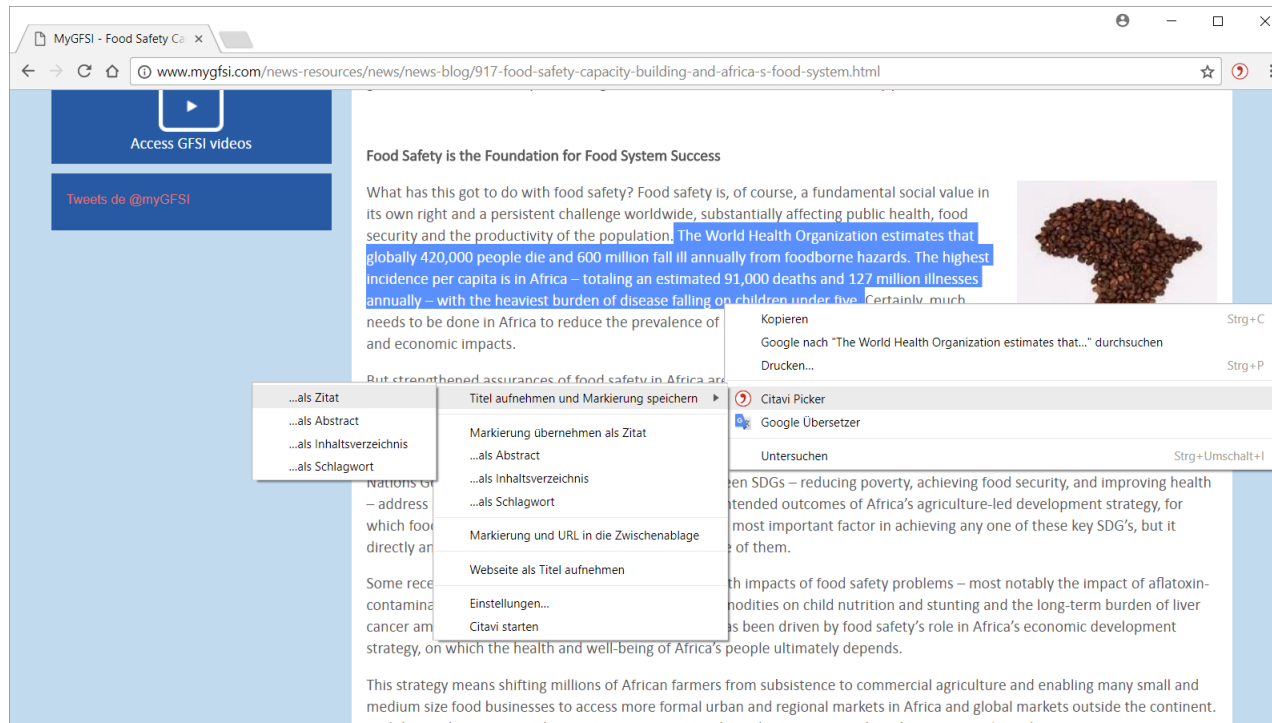 MyGFSI - Food Safety Ca
www.mygfsi.com/news-resources/news/news-blog/917-food-safety-capacity-building-and-africa-s-food-system.html
Access GFSI videos
Tweets de @myGFSI
Food Safety is the Foundation for Food System Success
What has this got to do with food safety? Food safety is, of course, a fundamental social value in
its own right and a persistent challenge worldwide, substantially affecting public health, food
security and the productivity of the population. The World Health Organization estimates that
globally 420,000 people die and 600 million fall ill annually from foodborne hazards. The highest
incidence per capita is in Africa – totaling an estimated 91,000 deaths and 127 million illnesses
annually – with the heaviest burden of disease falling on children under five. Certainly, much
needs to be done in Africa to reduce the prevalence of
and economic impacts.
But strengthened assurances of food safety in Africa are
Kopieren Strg+C
Google nach "The World Health Organization estimates that..." durchsuchen
Drucken... Strg+P
Citavi Picker
Google Übersetzer
Untersuchen Strg+Umschalt+I
Titel aufnehmen und Markierung speichern
Markierung übernehmen als Zitat
...als Abstract
...als Inhaltsverzeichnis
...als Schlagwort
Markierung und URL in die Zwischenablage
Webseite als Titel aufnehmen
Einstellungen...
Citavi starten
...als Zitat
...als Abstract
...als Inhaltsverzeichnis
...als Schlagwort
Nations G een SDGs – reducing poverty, achieving food security, and improving health
– address ntended outcomes of Africa's agriculture-led development strategy, for
which foo most important factor in achieving any one of these key SDG's, but it
directly an e of them.
Some rece th impacts of food safety problems – most notably the impact of aflatoxin-
contamina modities on child nutrition and stunting and the long-term burden of liver
cancer am as been driven by food safety's role in Africa's economic development
strategy, on which the health and well-being of Africa's people ultimately depends.
This strategy means shifting millions of African farmers from subsistence to commercial agriculture and enabling many small and
medium size food businesses to access more formal urban and regional markets in Africa and global markets outside the continent.